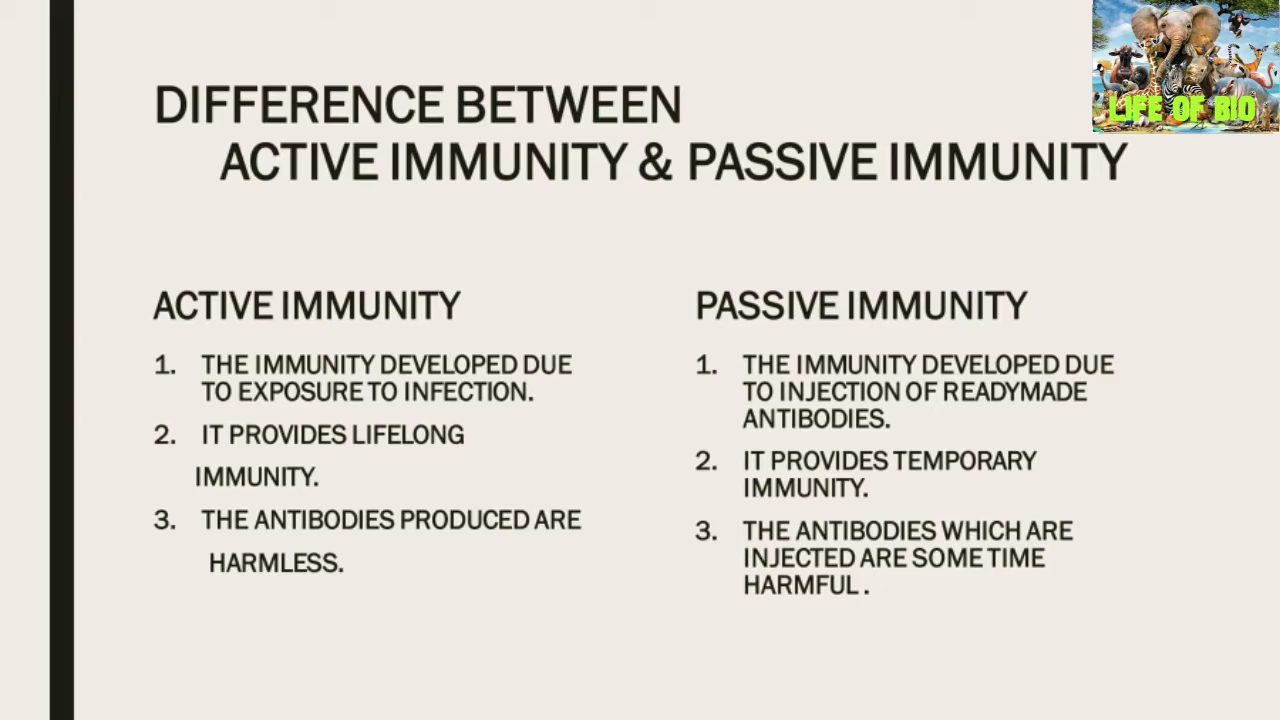 LIFE OF BIO
DIFFERENCE BETWEEN
ACTIVE IMMUNITY & PASSIVE IMMUNITY
ACTIVE IMMUNITY
1. THE IMMUNITY DEVELOPED DUE
TO EXPOSURE TO INFECTION.
2. IT PROVIDES LIFELONG
IMMUNITY.
3. THE ANTIBODIES PRODUCED ARE
HARMLESS.
PASSIVE IMMUNITY
1. THE IMMUNITY DEVELOPED DUE
TO INJECTION OF READYMADE
ANTIBODIES.
2. IT PROVIDES TEMPORARY
IMMUNITY.
3. THE ANTIBODIES WHICH ARE
INJECTED ARE SOME TIME
HARMFUL .